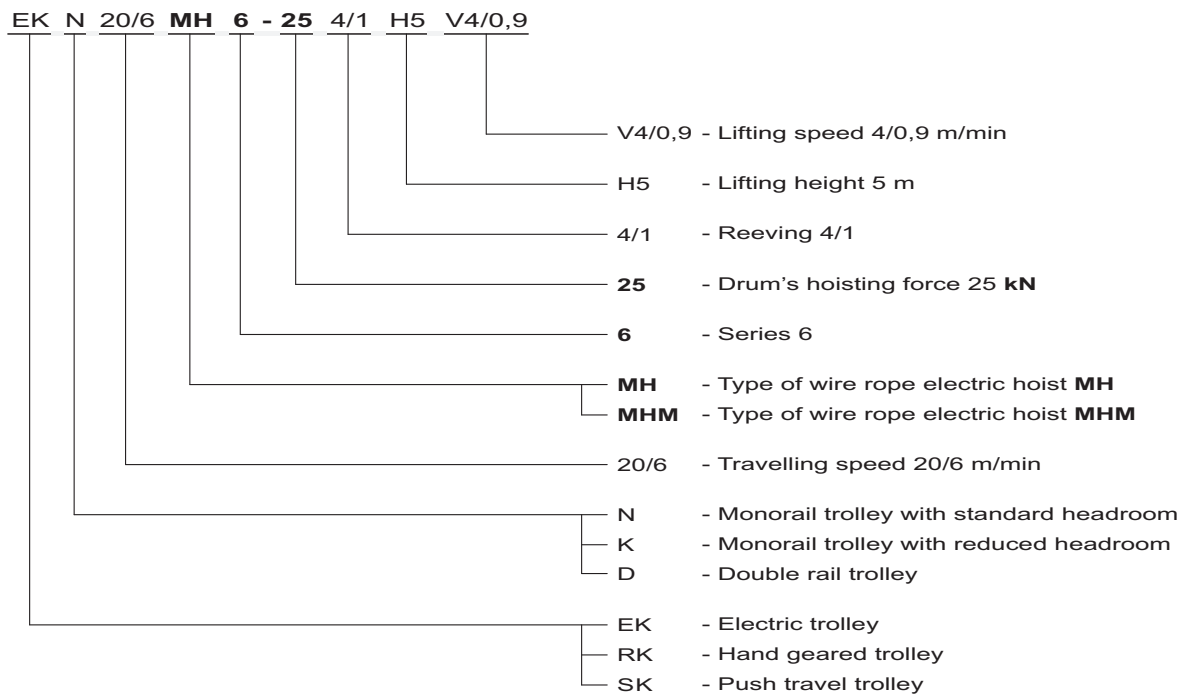 EK N 20/6 MH 6 - 25 4/1 H5 V4/0,9
V4/0,9 - Lifting speed 4/0,9 m/min
H5 - Lifting height 5 m
4/1 - Reeving 4/1
25 - Drum's hoisting force 25 kN
6 - Series 6
MH - Type of wire rope electric hoist MH
MHM - Type of wire rope electric hoist MHM
20/6 - Travelling speed 20/6 m/min
N - Monorail trolley with standard headroom
K - Monorail trolley with reduced headroom
D - Double rail trolley
EK - Electric trolley
RK - Hand geared trolley
SK - Push travel trolley